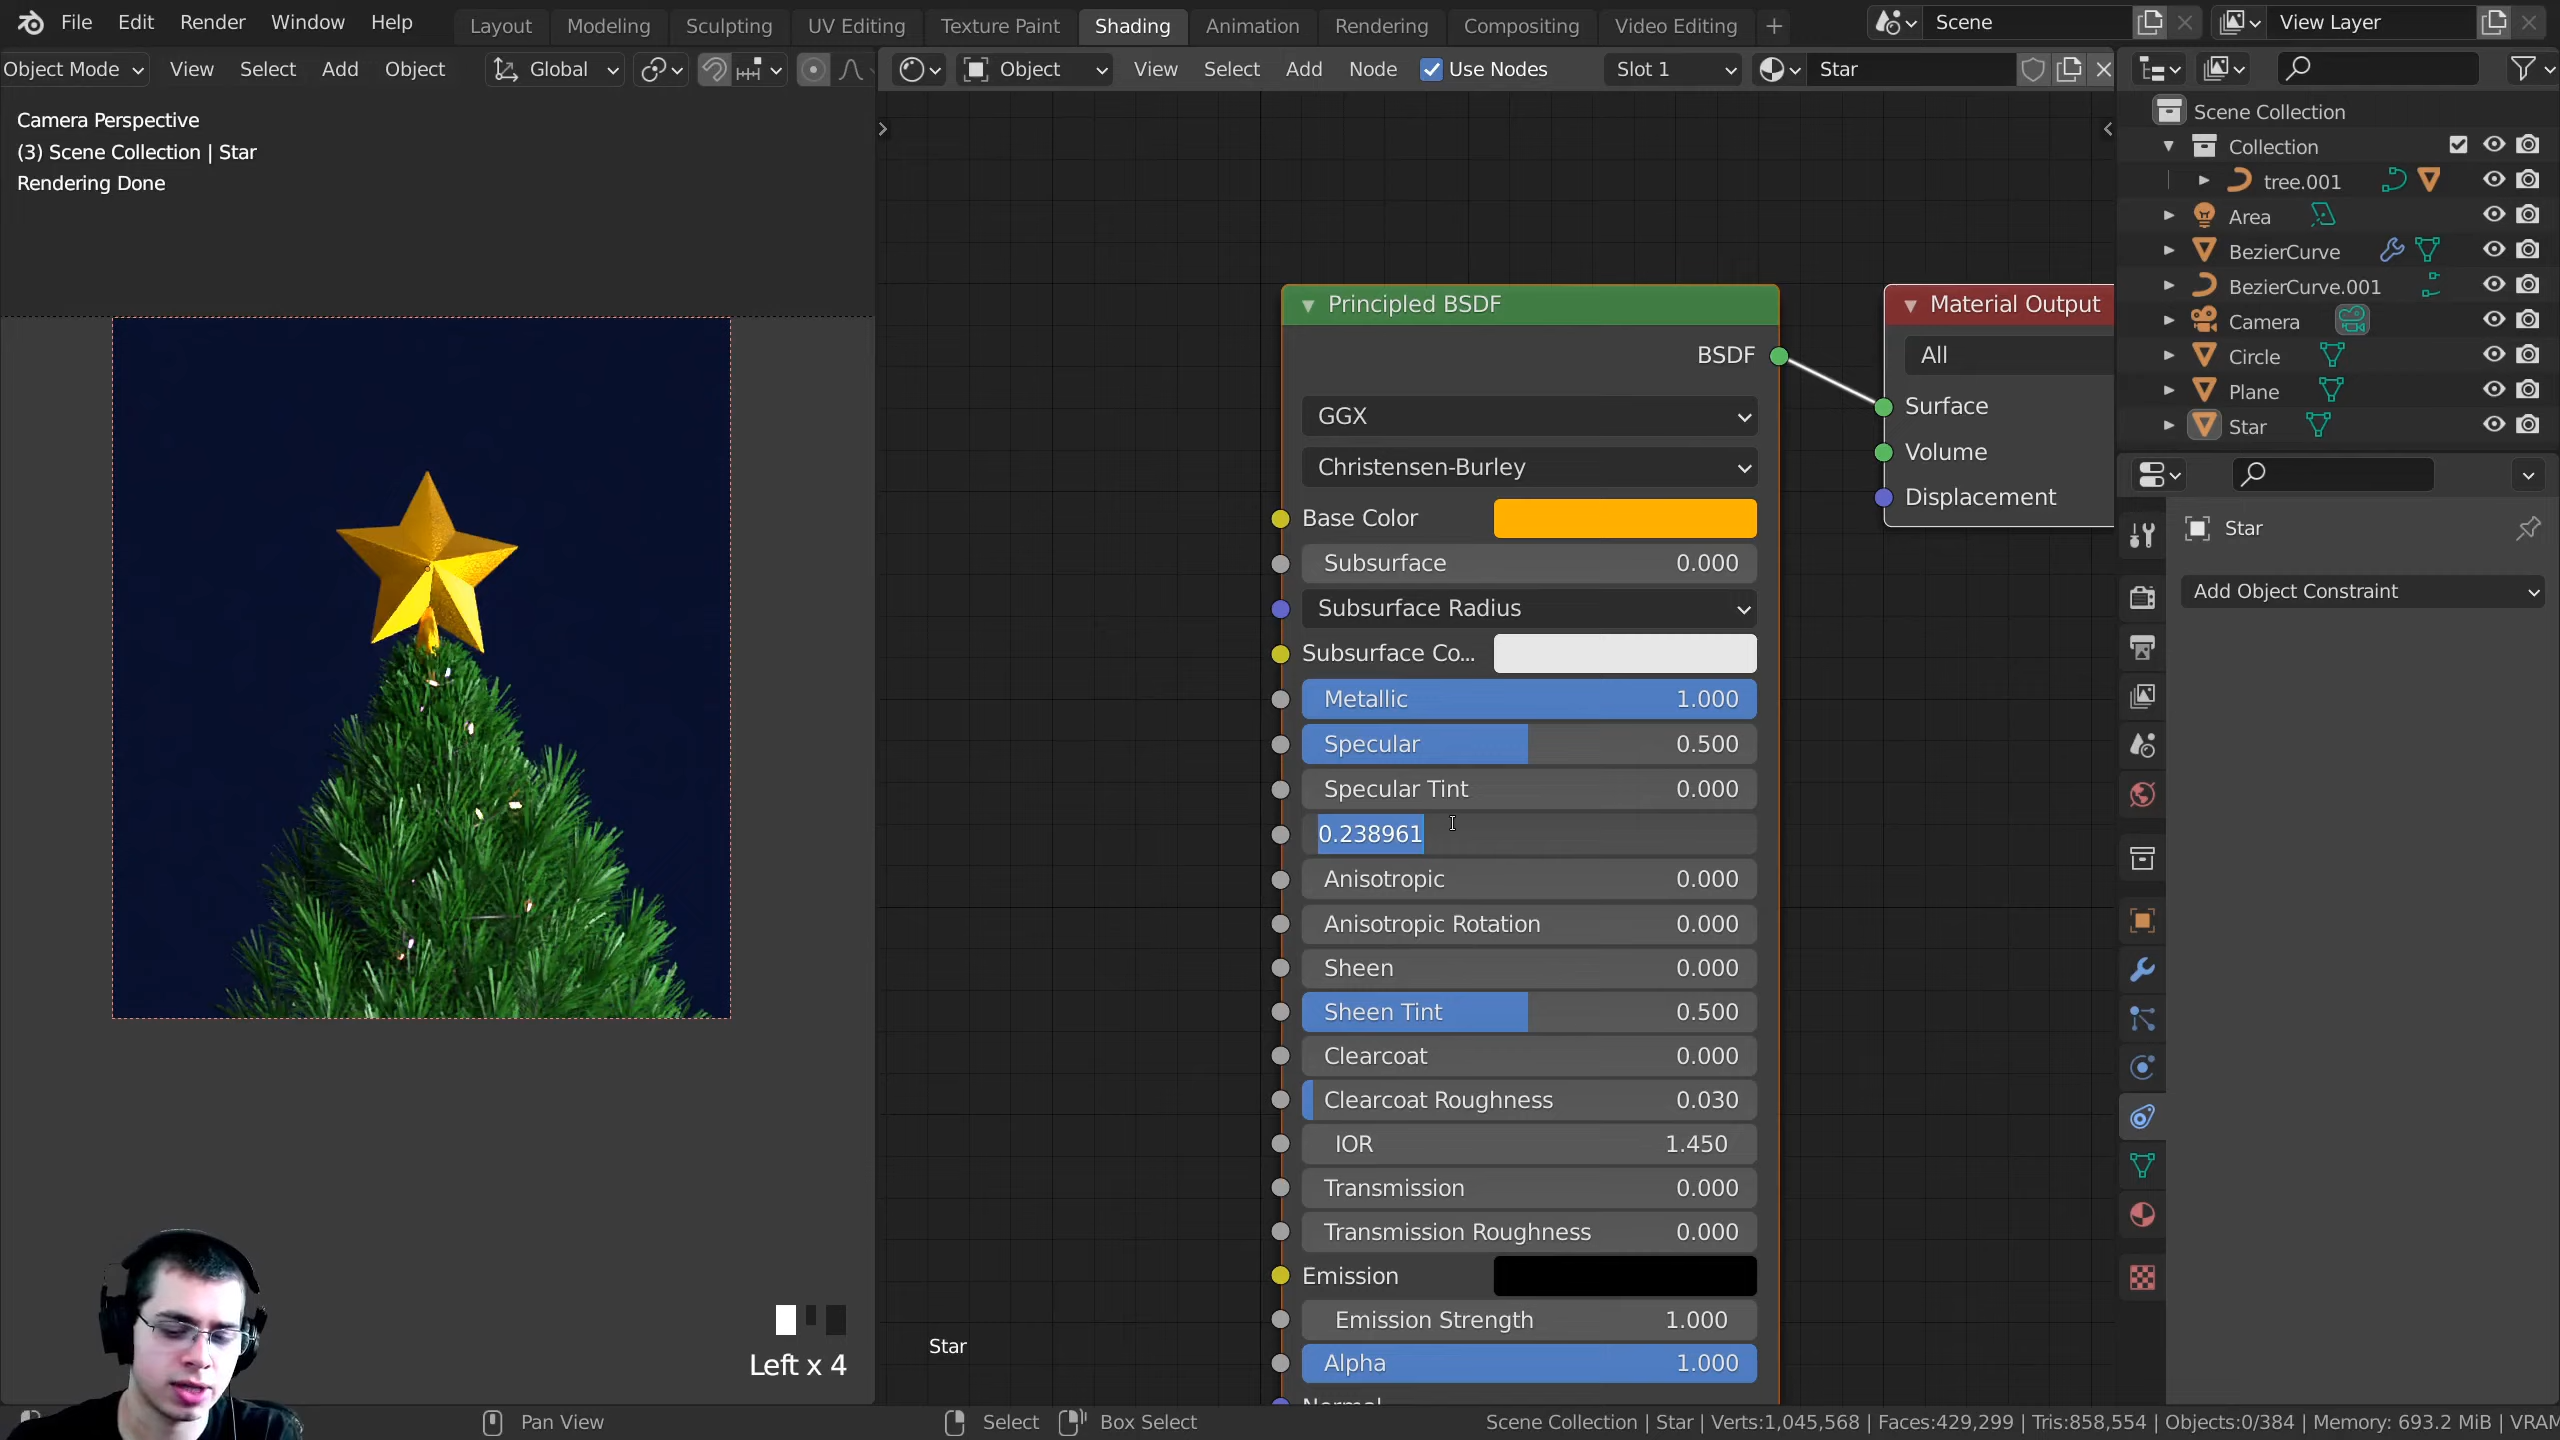 File Edit Render Window Help Layout Modeling Sculpting UV Editing Texture Paint Shading Animation Rendering Compositing Video Editing + Scene View Layer
Object Mode View Select Add Object Global Object View Select Add Node Use Nodes Slot 1 Star
Camera Perspective
(3) Scene Collection | Star
Rendering Done
Principled BSDF
BSDF
GGX
Christensen-Burley
Base Color
Subsurface 0.000
Subsurface Radius
Subsurface Co...
Metallic 1.000
Specular 0.500
Specular Tint 0.000
0.238961
Anisotropic 0.000
Anisotropic Rotation 0.000
Sheen 0.000
Sheen Tint 0.500
Clearcoat 0.000
Clearcoat Roughness 0.030
IOR 1.450
Transmission 0.000
Transmission Roughness 0.000
Emission
Emission Strength 1.000
Alpha 1.000
Material Output
All
Surface
Volume
Displacement
Scene Collection
Collection
tree.001
Area
BezierCurve
BezierCurve.001
Camera
Circle
Plane
Star
Star
Add Object Constraint
Left x 4
Star
Pan View Select Box Select Scene Collection | Star | Verts:1,045,568 | Faces:429,299 | Tris:858,554 | Objects:0/384 | Memory: 693.2 MiB |